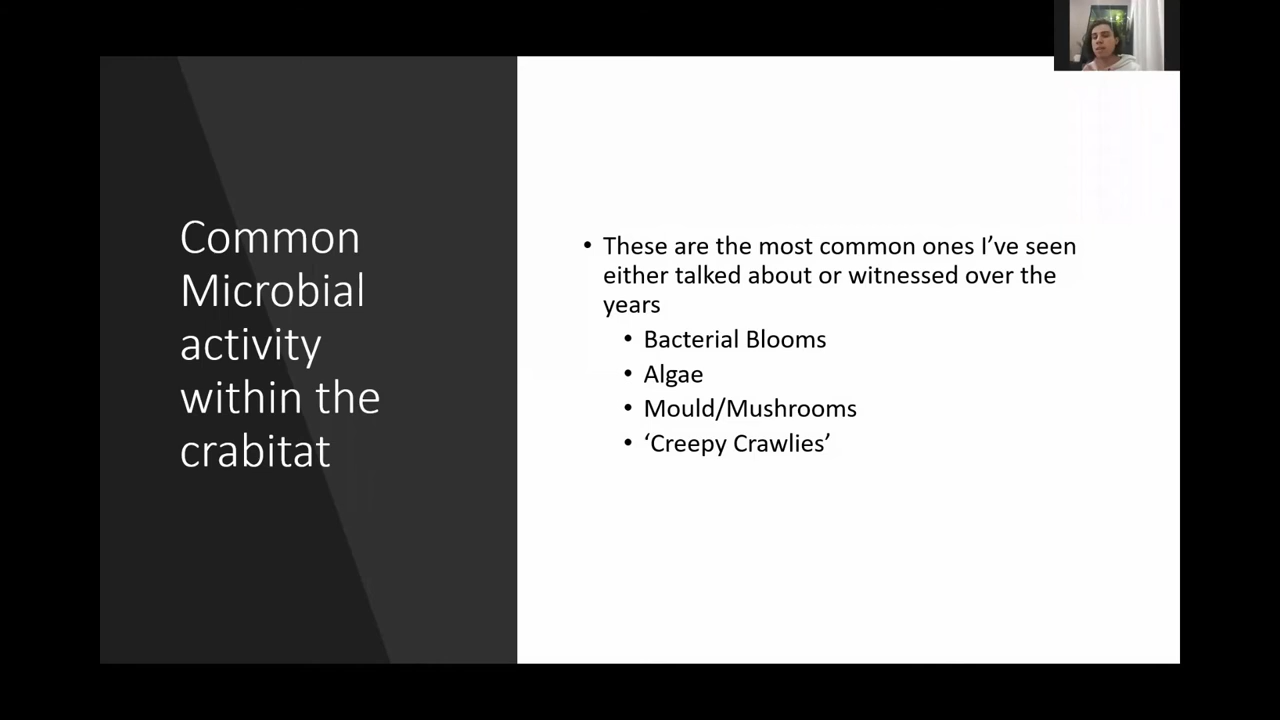 Common
Microbial
activity
within the
crabitat
• These are the most common ones I’ve seen
either talked about or witnessed over the
years
• Bacterial Blooms
• Algae
• Mould/Mushrooms
• ‘Creepy Crawlies’